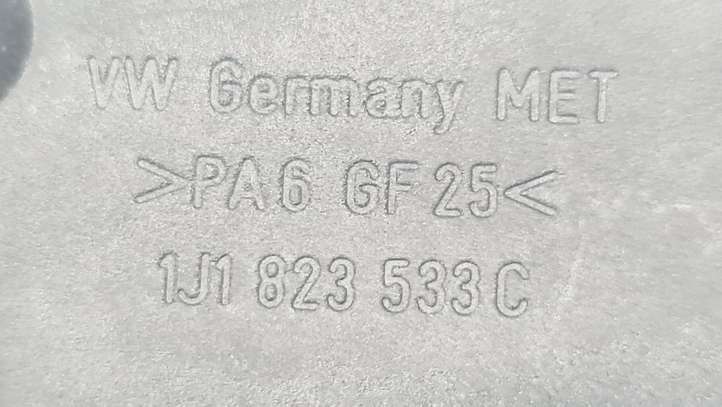 VW Germany MET
>PA6 GF25<
1J1 823 533 C